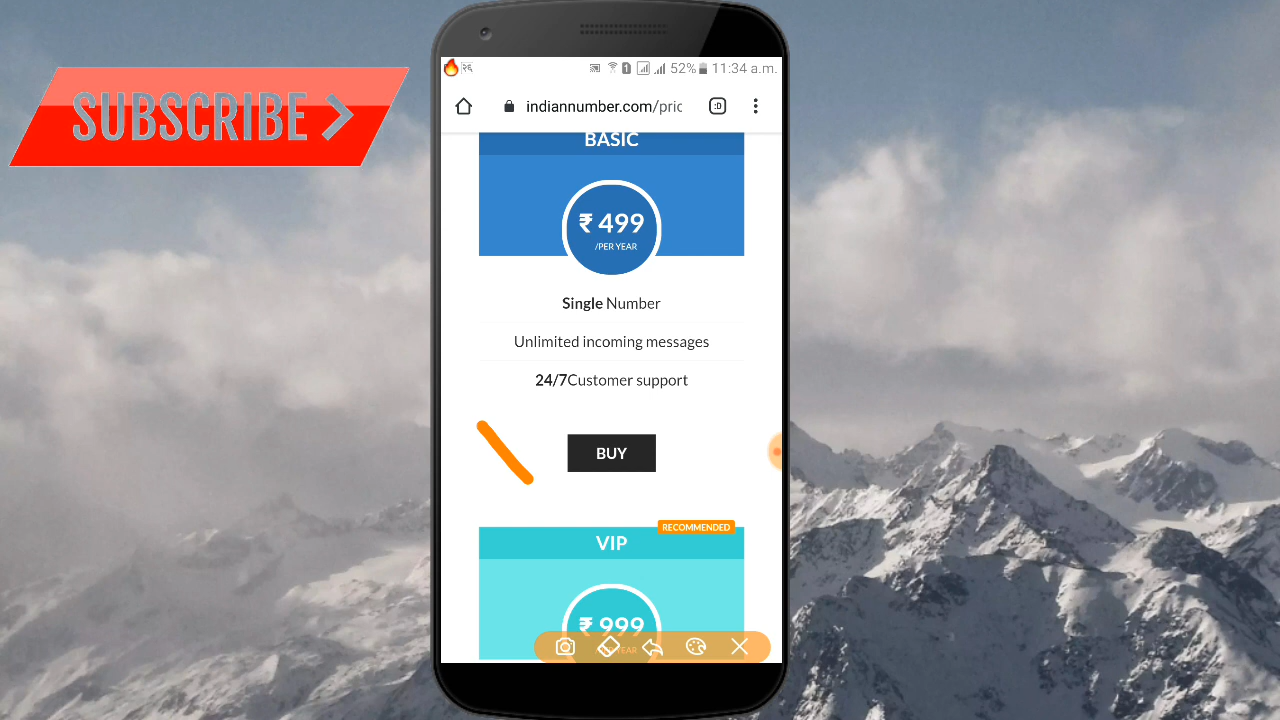 SUBSCRIBE
52% 11:34 a.m.
indiannumber.com/pric
BASIC
₹ 499
/PER YEAR
Single Number
Unlimited incoming messages
24/7Customer support
BUY
RECOMMENDED
VIP
₹ 999